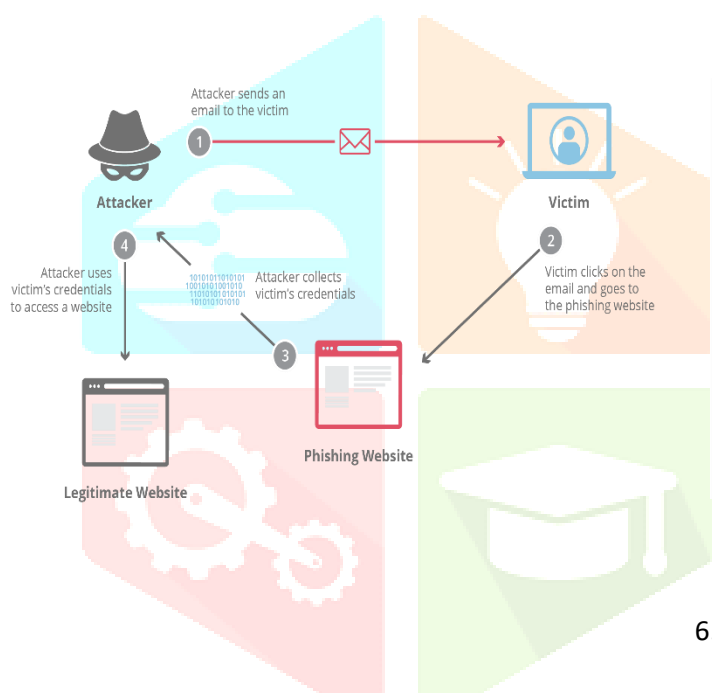 Attacker sends an
email to the victim
1
Attacker
Victim
4
2
Attacker uses
victim's credentials
to access a website
10101011010101
10010101001010
11010101010101
101010101010
Attacker collects
victim's credentials
Victim clicks on the
email and goes to
the phishing website
3
Phishing Website
Legitimate Website
6